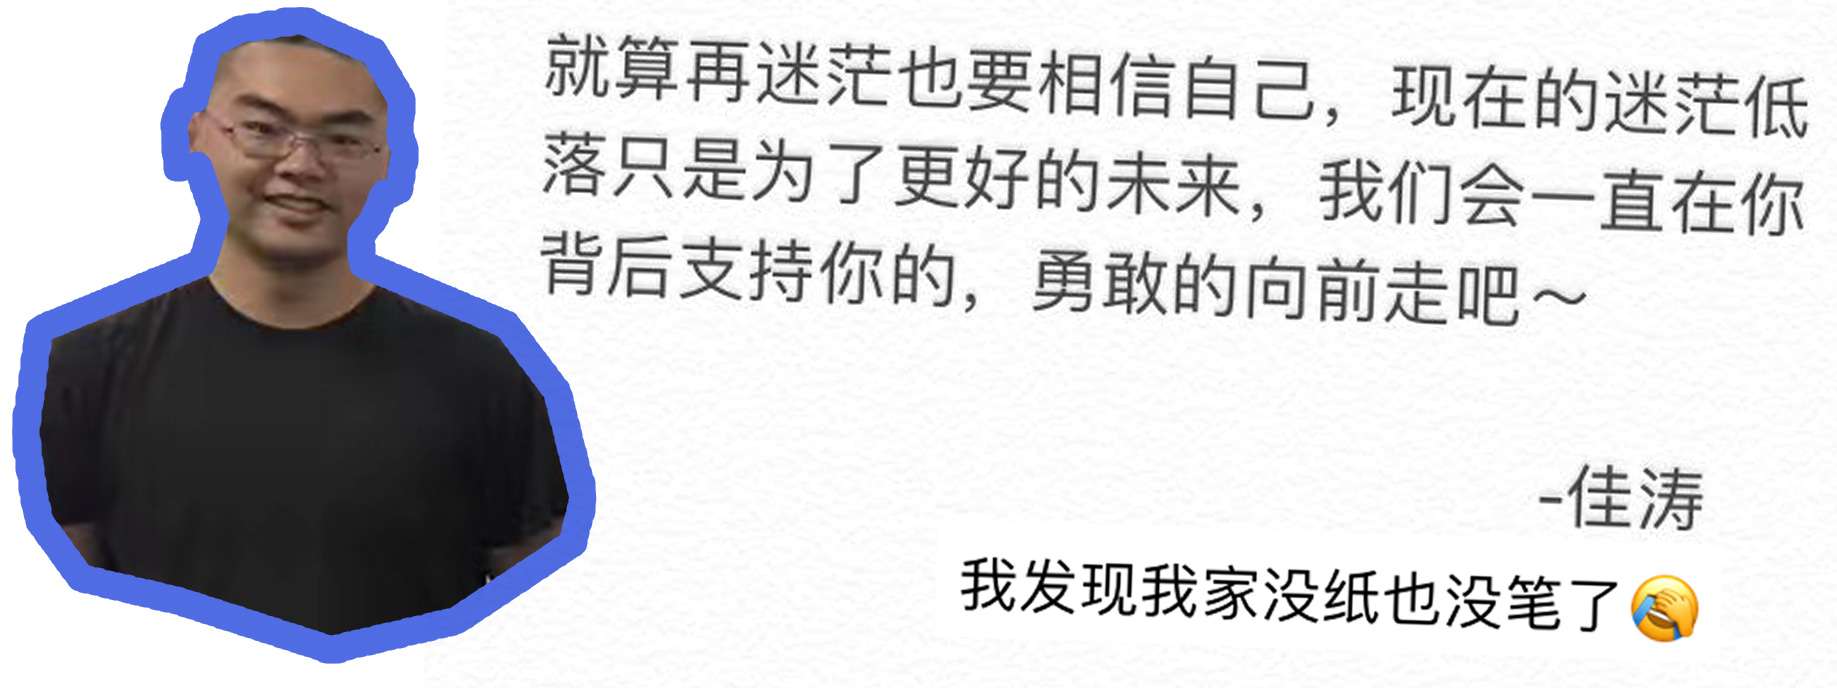 就算再迷茫也要相信自己，现在的迷茫低
落只是为了更好的未来，我们会一直在你
背后支持你的，勇敢的向前走吧～
-佳涛
我发现我家没纸也没笔了🤦